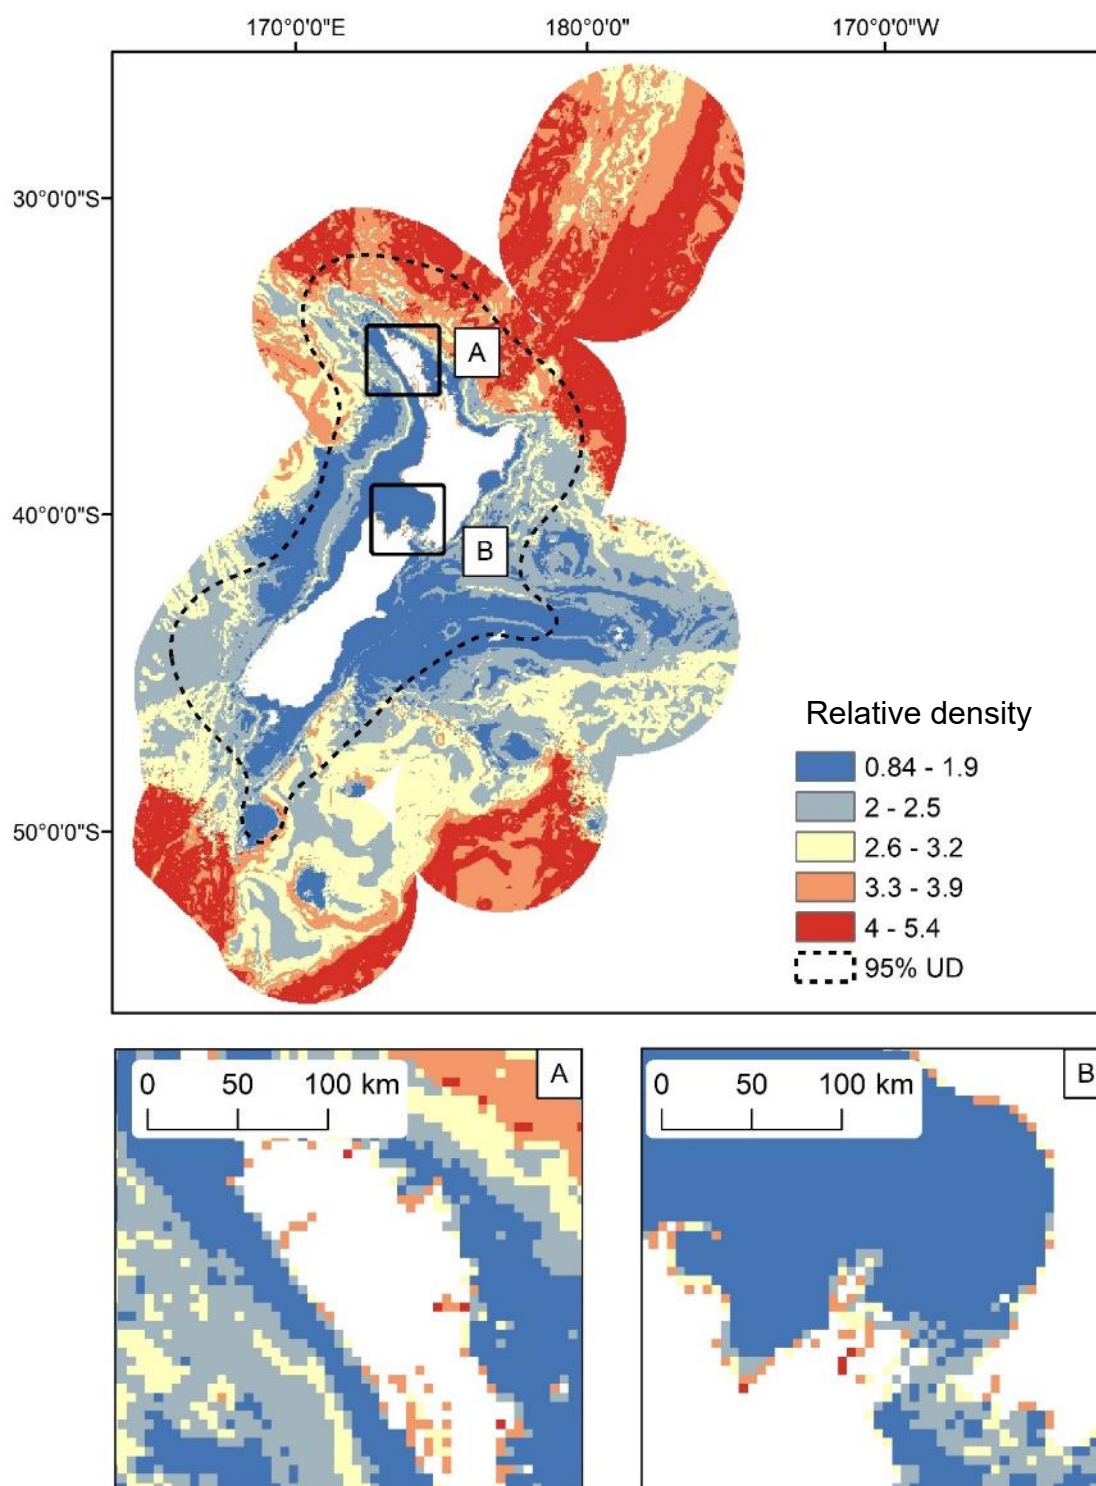 170°0'0"E 180°0'0" 170°0'0"W
30°0'0"S
A
40°0'0"S
B
Relative density
0.84 - 1.9
2 - 2.5
2.6 - 3.2
50°0'0"S
3.3 - 3.9
4 - 5.4
95% UD
0 50 100 km A
0 50 100 km B